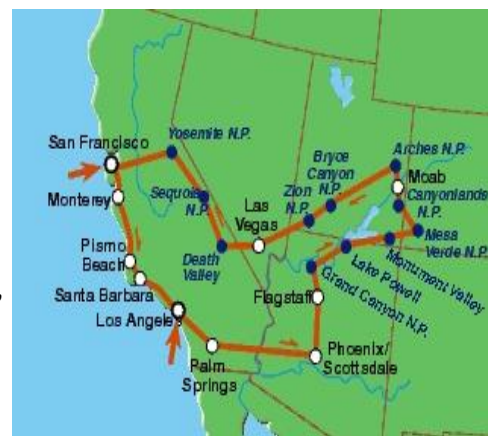 San Francisco
Yosemite N.P.
Monterey
Sequoia
N.P.
Pismo
Beach
Santa Barbara
Los Angeles
Death
Valley
Las
Vegas
Zion
N.P.
Bryce
Canyon
N.P.
Arches N.P.
Moab
Canyonlands
N.P.
Mesa
Verde N.P.
Monument Valley
Lake Powell
Grand Canyon N.P.
Flagstaff
Palm
Springs
Phoenix/
Scottsdale